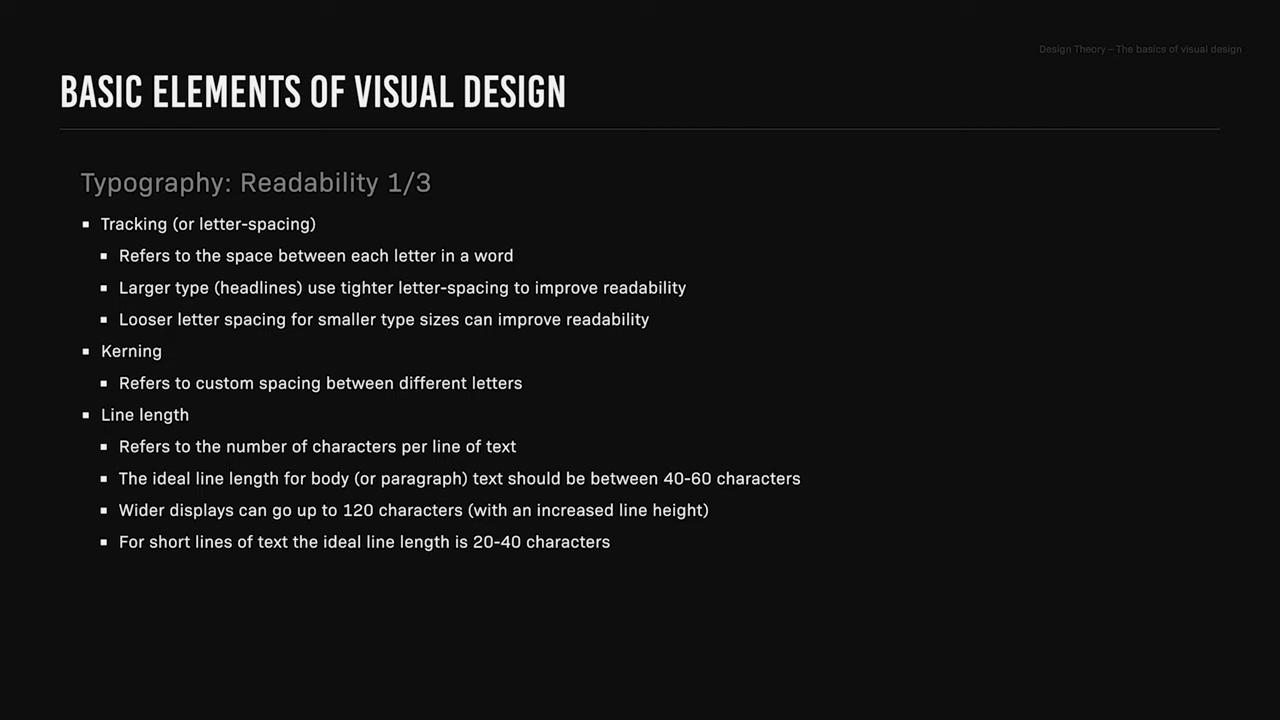 Design Theory – The basics of visual design
BASIC ELEMENTS OF VISUAL DESIGN
Typography: Readability 1/3
▪ Tracking (or letter-spacing)
▪ Refers to the space between each letter in a word
▪ Larger type (headlines) use tighter letter-spacing to improve readability
▪ Looser letter spacing for smaller type sizes can improve readability
▪ Kerning
▪ Refers to custom spacing between different letters
▪ Line length
▪ Refers to the number of characters per line of text
▪ The ideal line length for body (or paragraph) text should be between 40-60 characters
▪ Wider displays can go up to 120 characters (with an increased line height)
▪ For short lines of text the ideal line length is 20-40 characters